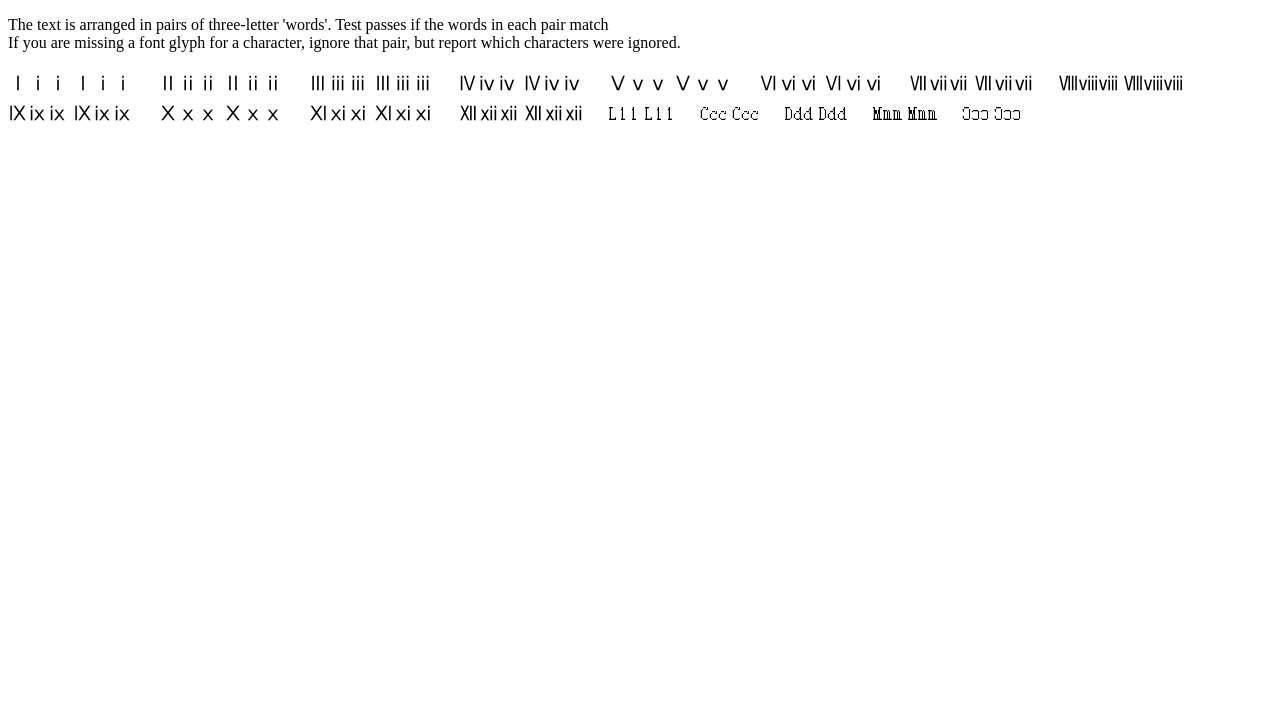 The text is arranged in pairs of three-letter 'words'. Test passes if the words in each pair match
If you are missing a font glyph for a character, ignore that pair, but report which characters were ignored.
Ⅰⅰⅰ Ⅰⅰⅰ Ⅱⅱⅱ Ⅱⅱⅱ Ⅲⅲⅲ Ⅲⅲⅲ Ⅳⅳⅳ Ⅳⅳⅳ Ⅴⅴⅴ Ⅴⅴⅴ Ⅵⅵⅵ Ⅵⅵⅵ Ⅶⅶⅶ Ⅶⅶⅶ Ⅷⅷⅷ Ⅷⅷⅷ
Ⅸⅸⅸ Ⅸⅸⅸ Ⅹⅹⅹ Ⅹⅹⅹ Ⅺⅺⅺ Ⅺⅺⅺ Ⅻⅻⅻ Ⅻⅻⅻ Ⅼⅼⅼ Ⅼⅼⅼ Ⅽⅽⅽ Ⅽⅽⅽ Ⅾⅾⅾ Ⅾⅾⅾ Ⅿⅿⅿ Ⅿⅿⅿ Ↄↄↄ Ↄↄↄ